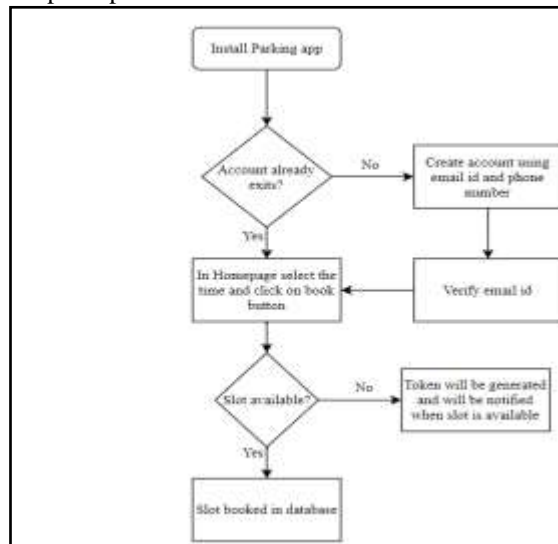 Install Parking app
Account already
exits?
No
Create account using
email id and phone
number
Yes
In Homepage select the
time and click on book
button
Verify email id
Slot available?
No
Token will be generated
and will be notified
when slot is available
Yes
Slot booked in database